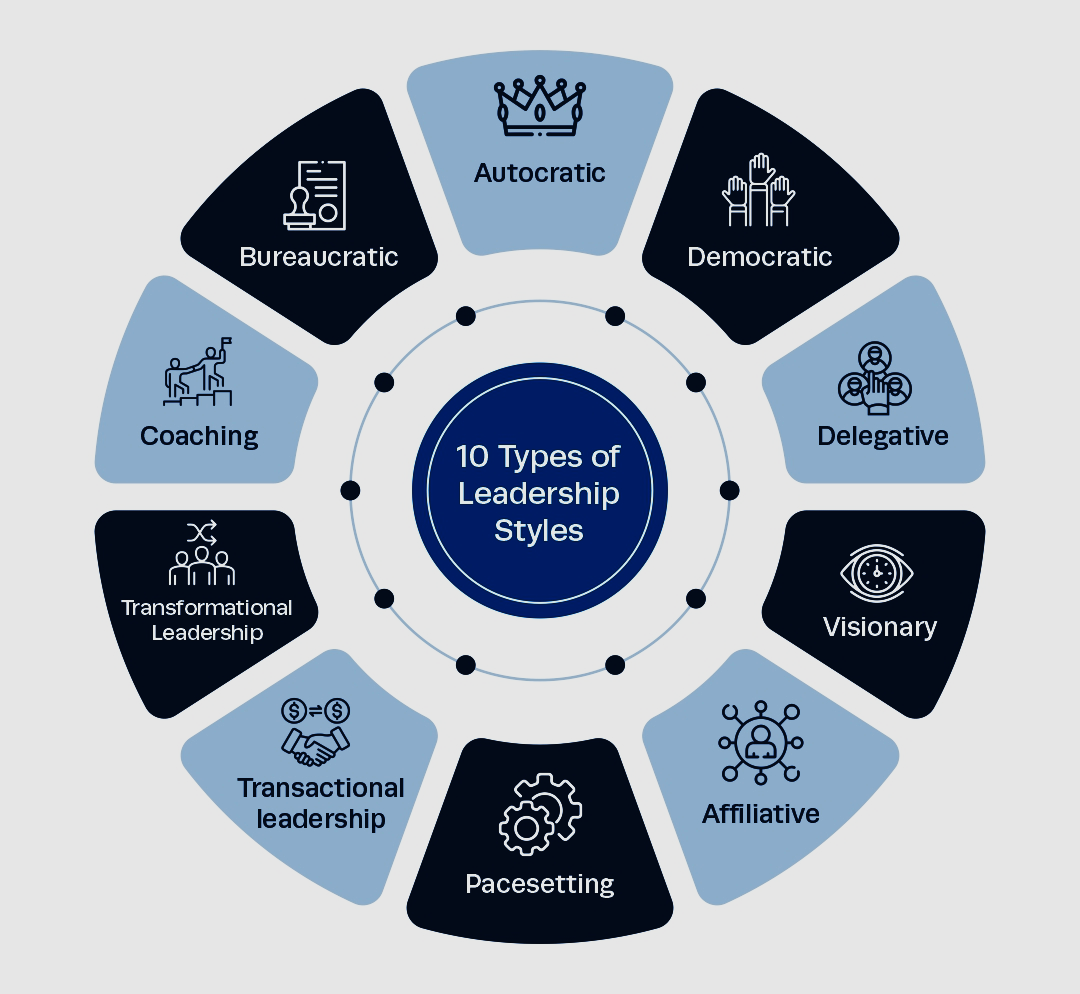 10 Types of
Leadership
Styles
Autocratic
Democratic
Delegative
Visionary
Affiliative
Pacesetting
Transactional
leadership
Transformational
Leadership
Coaching
Bureaucratic
$
$